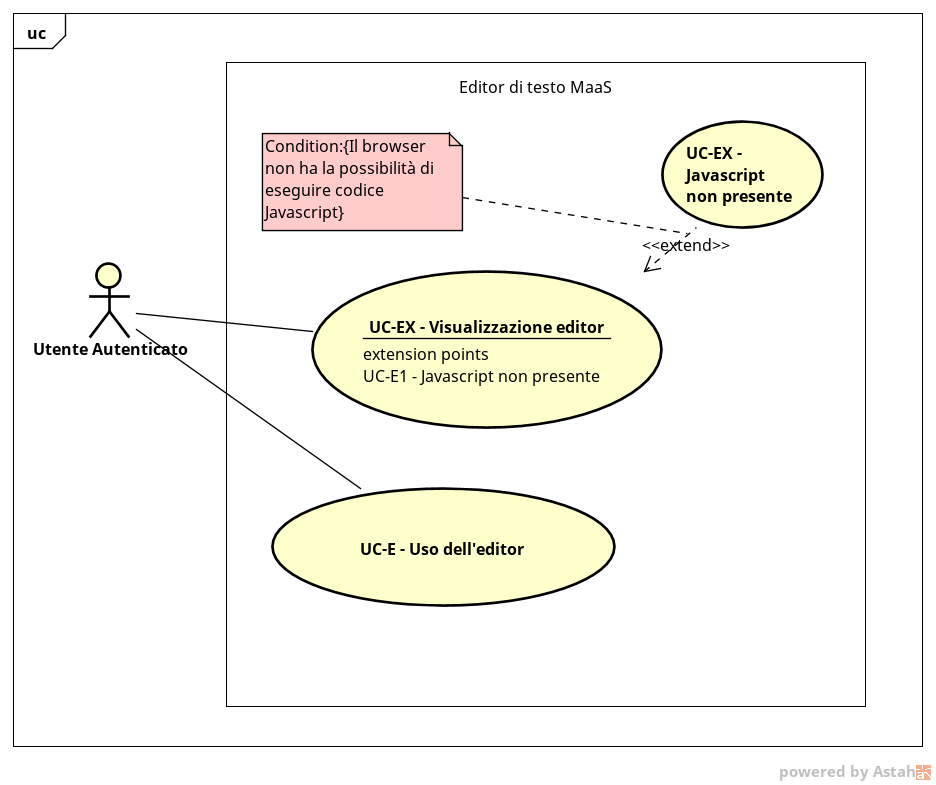 uc
Editor di testo MaaS
Condition:{Il browser
non ha la possibilità di
eseguire codice
Javascript}
UC-EX -
Javascript
non presente
<<extend>>
UC-EX - Visualizzazione editor
extension points
UC-E1 - Javascript non presente
Utente Autenticato
UC-E - Uso dell'editor
powered by Astah